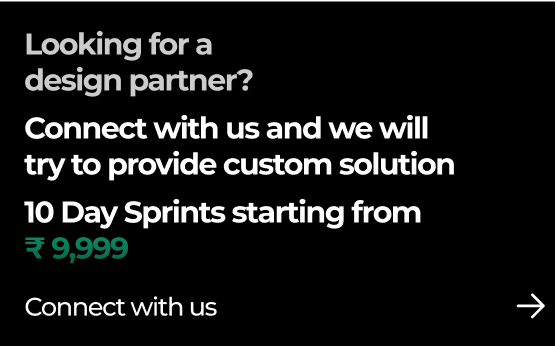 Looking for a
design partner?
Connect with us and we will
try to provide custom solution
10 Day Sprints starting from
₹ 9,999
Connect with us